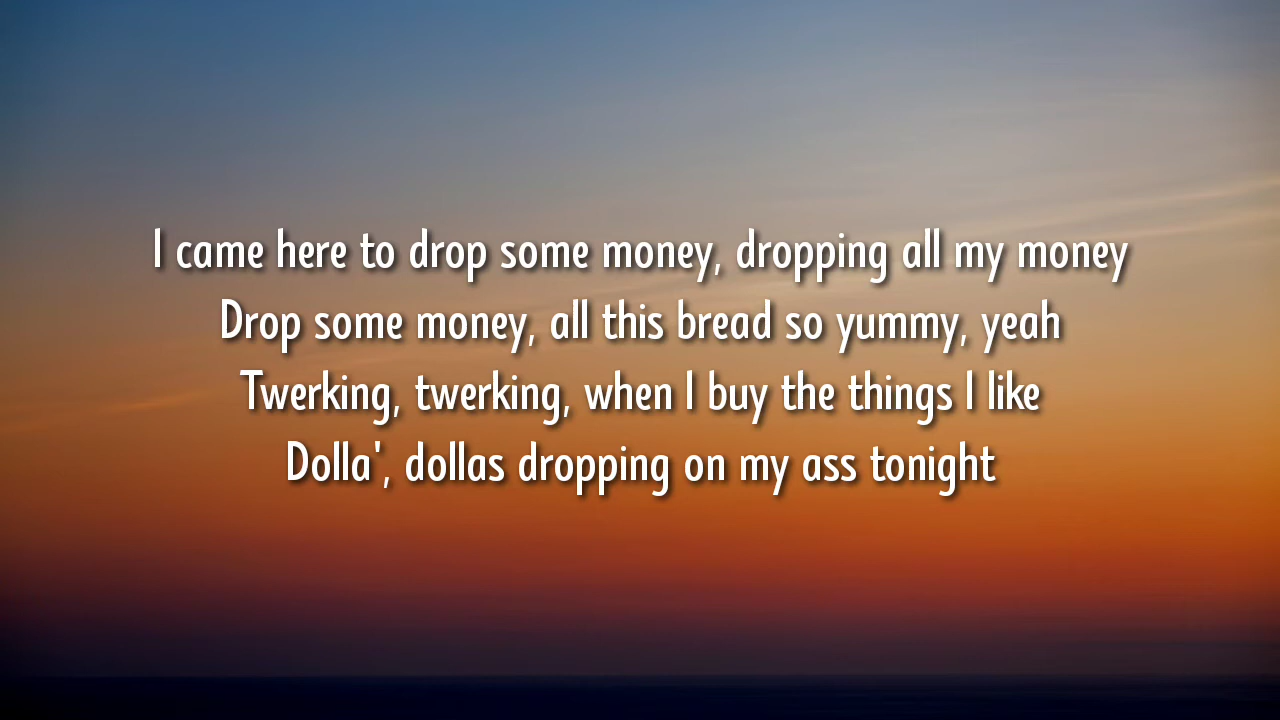 I came here to drop some money, dropping all my money
Drop some money, all this bread so yummy, yeah
Twerking, twerking, when I buy the things I like
Dolla', dollas dropping on my ass tonight